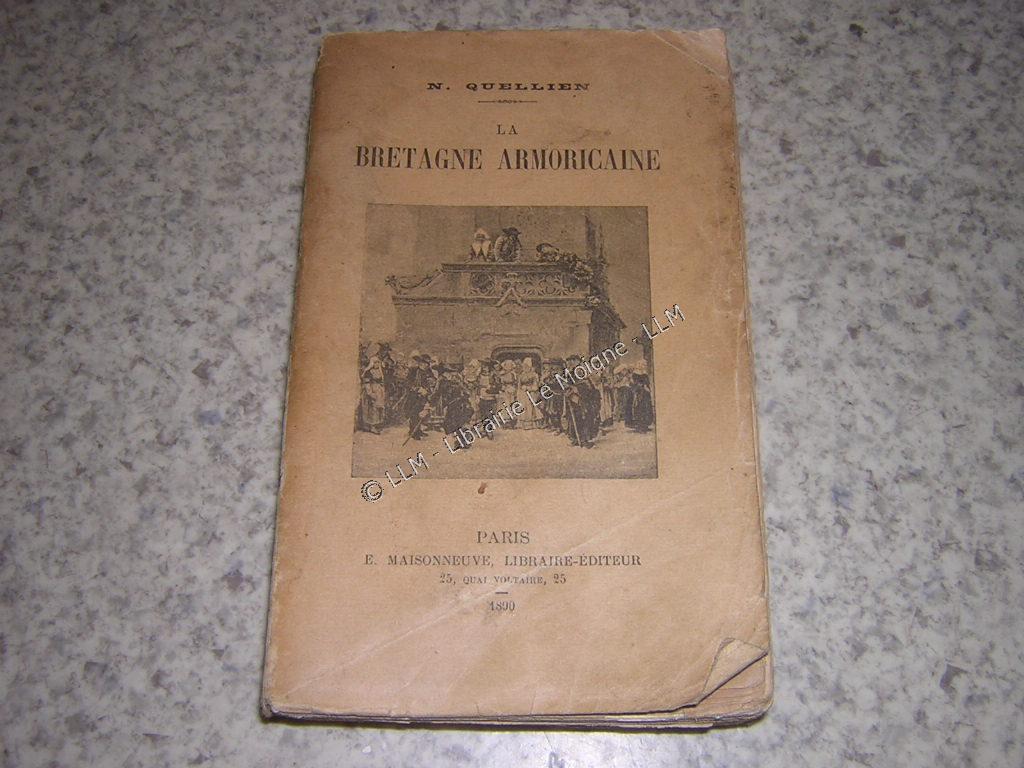 N. QUELLIEN
LA
BRETAGNE ARMORICAINE
© LLM - Librairie Le Moigne - LLM
PARIS
E. MAISONNEUVE, LIBRAIRE-ÉDITEUR
25, QUAI VOLTAIRE, 25
1890